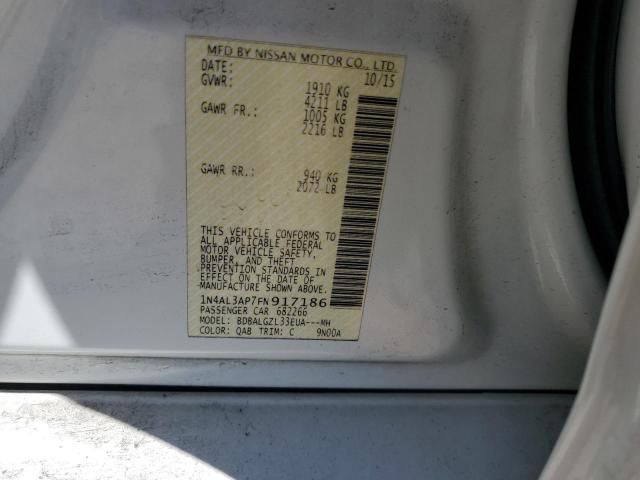 MFD BY NISSAN MOTOR CO., LTD
DATE: 10/15
GVWR: 1910 KG
4211 LB
GAWR FR.: 1005 KG
2216 LB
GAWR RR.: 940 KG
2072 LB
THIS VEHICLE CONFORMS TO
ALL APPLICABLE FEDERAL
MOTOR VEHICLE SAFETY,
BUMPER, AND THEFT
PREVENTION STANDARDS
IN EFFECT ON THE DATE OF
MANUFACTURE SHOWN ABOVE.
1N4AL3AP7FN917186
PASSENGER CAR 682266
MODEL: BDBALGZL33EUA---MH
COLOR: QAB TRIM: C 9N00A